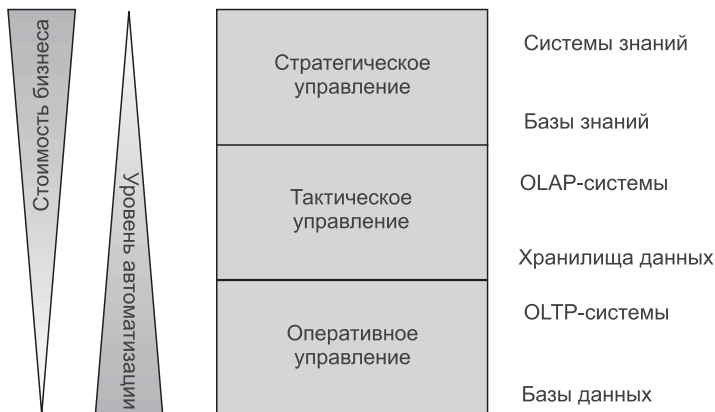 Стоимость бизнеса
Уровень автоматизации
Стратегическое
управление
Тактическое
управление
Оперативное
управление
Системы знаний
Базы знаний
OLAP-системы
Хранилища данных
OLTP-системы
Базы данных